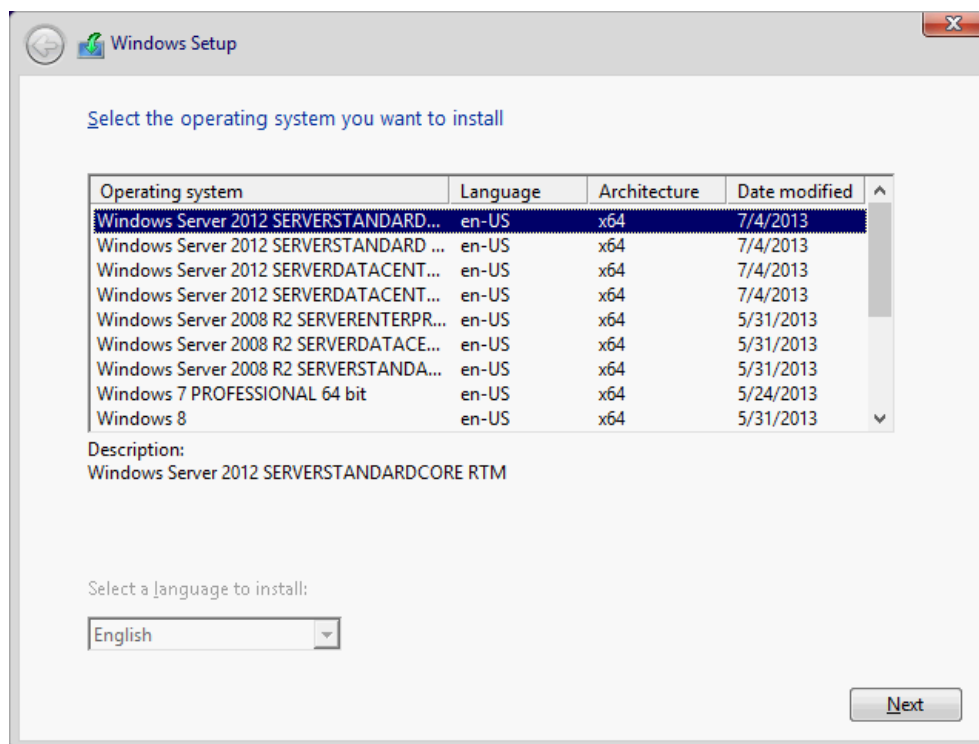 Windows Setup
Select the operating system you want to install
Operating system Language Architecture Date modified
Windows Server 2012 SERVERSTANDARD... en-US x64 7/4/2013
Windows Server 2012 SERVERSTANDARD ... en-US x64 7/4/2013
Windows Server 2012 SERVERDATACENT... en-US x64 7/4/2013
Windows Server 2012 SERVERDATACENT... en-US x64 7/4/2013
Windows Server 2008 R2 SERVERENTERPR... en-US x64 5/31/2013
Windows Server 2008 R2 SERVERDATACE... en-US x64 5/31/2013
Windows Server 2008 R2 SERVERSTANDA... en-US x64 5/31/2013
Windows 7 PROFESSIONAL 64 bit en-US x64 5/24/2013
Windows 8 en-US x64 5/31/2013
Description:
Windows Server 2012 SERVERSTANDARDCORE RTM
Select a language to install:
English
Next